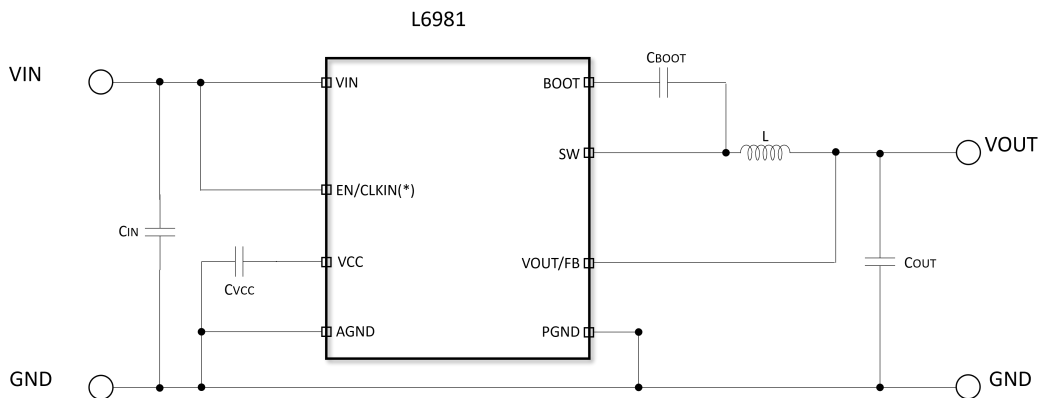 L6981
VIN
VIN
BOOT
CBOOT
SW
L
VOUT
EN/CLKIN(*)
CIN
VCC
CVCC
VOUT/FB
COUT
AGND
PGND
GND
GND